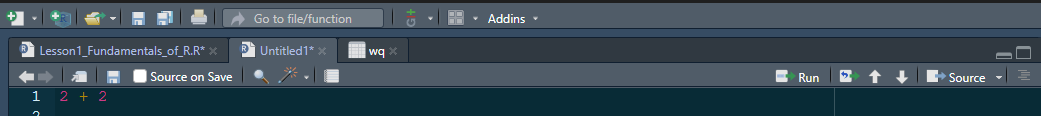 Go to file/function Addins
Lesson1_Fundamentals_of_R.R* Untitled1* wq
Source on Save Run Source
1 2 + 2
2